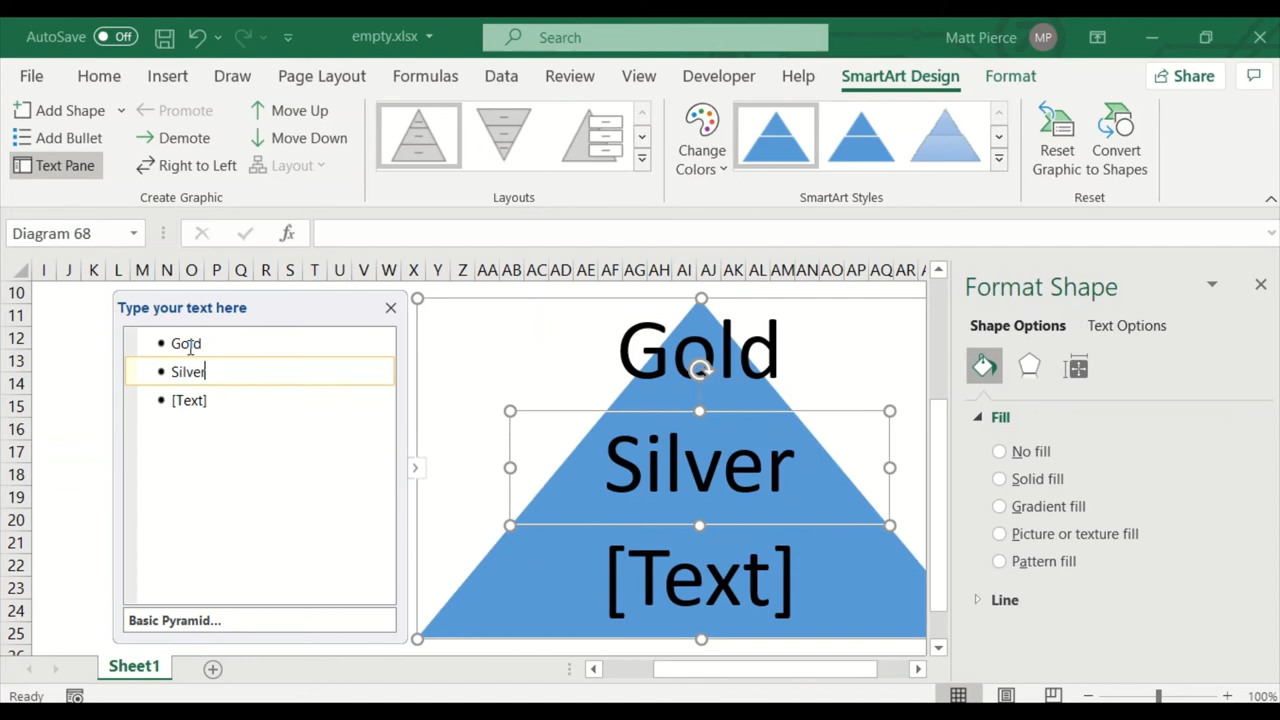 AutoSave Off empty.xlsx Search Matt Pierce MP
File Home Insert Draw Page Layout Formulas Data Review View Developer Help SmartArt Design Format Share
Add Shape Promote Move Up
Add Bullet Demote Move Down
Text Pane Right to Left Layout
Change Colors
Reset Graphic
Convert to Shapes
Create Graphic Layouts SmartArt Styles Reset
Diagram 68 fx
I J K L M N O P Q R S T U V W X Y Z AA AB AC AD AE AF AG AH AI AJ AK AL AM AN AO AP AQ AR
10
11
12
13
14
15
16
17
18
19
20
21
22
23
24
25
Type your text here
Gold
Silver
[Text]
Basic Pyramid...
Gold
Silver
[Text]
Format Shape
Shape Options Text Options
Fill
No fill
Solid fill
Gradient fill
Picture or texture fill
Pattern fill
Line
Sheet1
Ready 100%